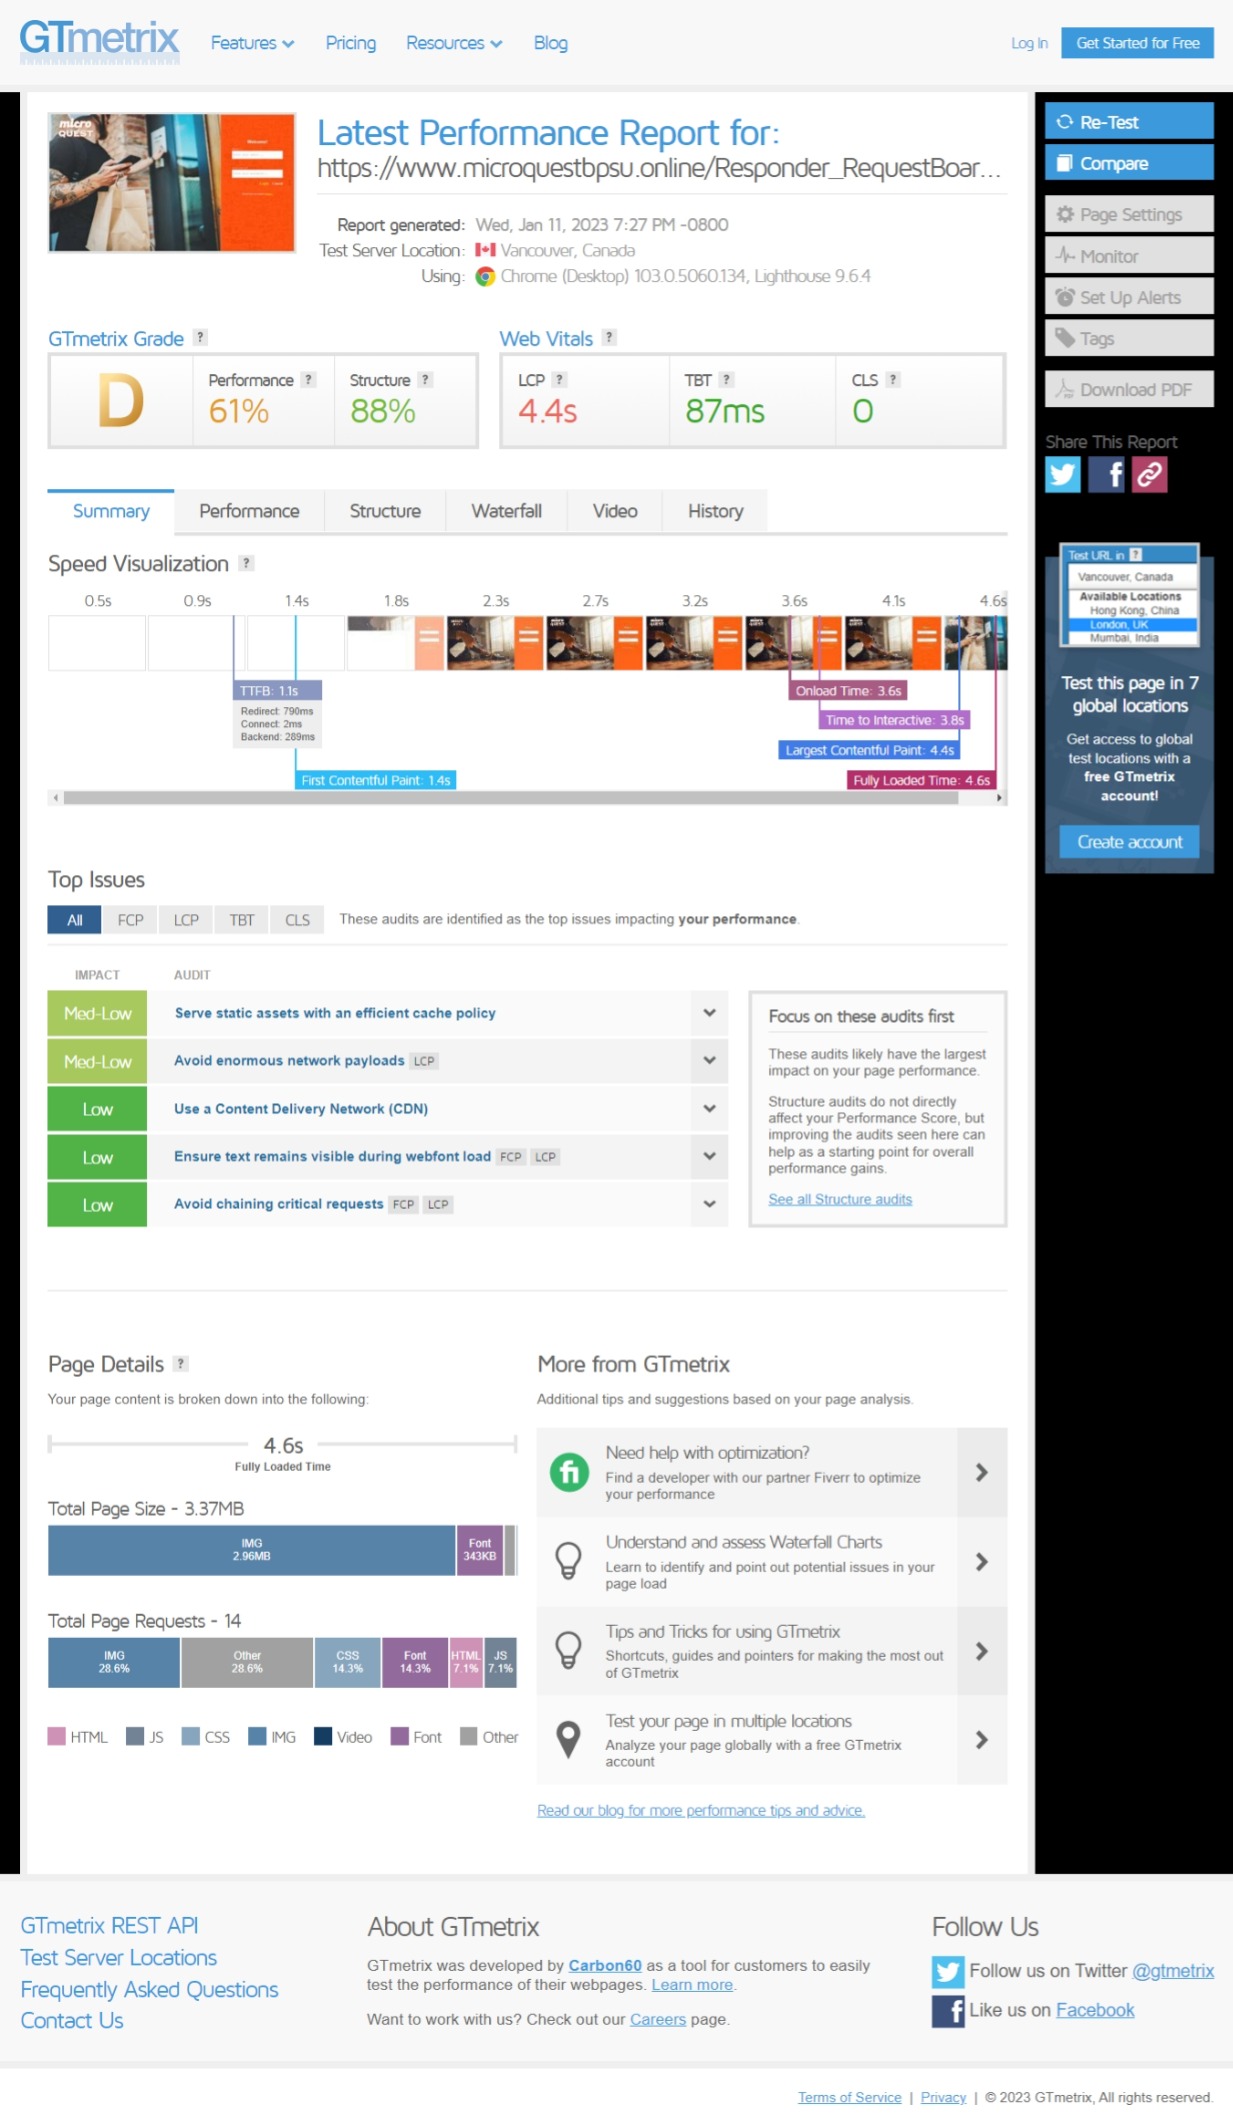 GTmetrix
Features
Pricing
Resources
Blog
Log In
Get Started for Free
micro
QUEST
Latest Performance Report for:
https://www.microquestbpsu.online/Responder_RequestBoar...
Report generated: Wed, Jan 11, 2023 7:27 PM -0800
Test Server Location: Vancouver, Canada
Using: Chrome (Desktop) 103.0.5060.134, Lighthouse 9.6.4
Re-Test
Compare
Page Settings
Monitor
Set Up Alerts
Tags
Download PDF
Share This Report
GTmetrix Grade ?
D
Performance ?
61%
Structure ?
88%
Web Vitals ?
LCP ?
4.4s
TBT ?
87ms
CLS ?
0
Summary
Performance
Structure
Waterfall
Video
History
Speed Visualization ?
0.5s 0.9s 1.4s 1.8s 2.3s 2.7s 3.2s 3.6s 4.1s 4.6s
TTFB: 1.1s
Redirect: 790ms
Connect: 2ms
Backend: 289ms
First Contentful Paint: 1.4s
Onload Time: 3.6s
Time to Interactive: 3.8s
Largest Contentful Paint: 4.4s
Fully Loaded Time: 4.6s
Test URL in ?
Vancouver, Canada
Available Locations
Hong Kong, China
London, UK
Mumbai, India
Test this page in 7
global locations
Get access to global
test locations with a
free GTmetrix
account!
Create account
Top Issues
All FCP LCP TBT CLS These audits are identified as the top issues impacting your performance.
IMPACT AUDIT
Med-Low Serve static assets with an efficient cache policy
Med-Low Avoid enormous network payloads LCP
Low Use a Content Delivery Network (CDN)
Low Ensure text remains visible during webfont load FCP LCP
Low Avoid chaining critical requests FCP LCP
Focus on these audits first
These audits likely have the largest
impact on your page performance.
Structure audits do not directly
affect your Performance Score, but
improving the audits seen here can
help as a starting point for overall
performance gains.
See all Structure audits
Page Details ?
Your page content is broken down into the following:
4.6s
Fully Loaded Time
Total Page Size - 3.37MB
IMG
2.96MB
Font
343KB
Total Page Requests - 14
IMG
28.6%
Other
28.6%
CSS
14.3%
Font
14.3%
HTML
7.1%
JS
7.1%
HTML JS CSS IMG Video Font Other
More from GTmetrix
Additional tips and suggestions based on your page analysis.
Need help with optimization?
Find a developer with our partner Fiverr to optimize
your performance
Understand and assess Waterfall Charts
Learn to identify and point out potential issues in your
page load
Tips and Tricks for using GTmetrix
Shortcuts, guides and pointers for making the most out
of GTmetrix
Test your page in multiple locations
Analyze your page globally with a free GTmetrix
account
Read our blog for more performance tips and advice.
GTmetrix REST API
Test Server Locations
Frequently Asked Questions
Contact Us
About GTmetrix
GTmetrix was developed by Carbon60 as a tool for customers to easily
test the performance of their webpages. Learn more.
Want to work with us? Check out our Careers page.
Follow Us
Follow us on Twitter @gtmetrix
Like us on Facebook
Terms of Service | Privacy | © 2023 GTmetrix, All rights reserved.